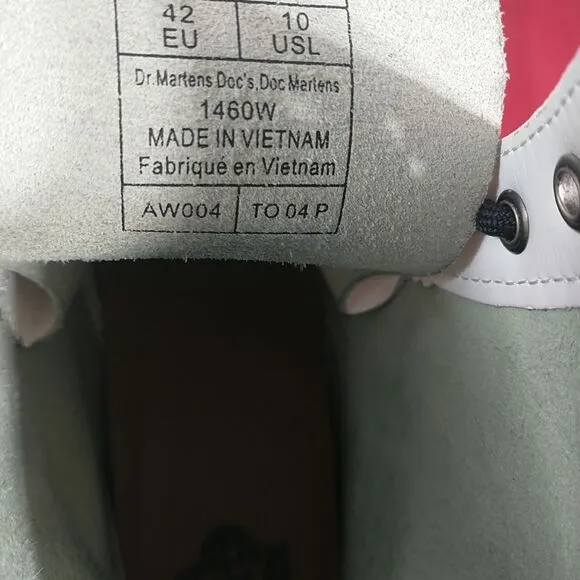 42 10
EU USL
Dr.Martens Doc's,Doc Martens
1460W
MADE IN VIETNAM
Fabriqué en Vietnam
AW004 TO 04 P